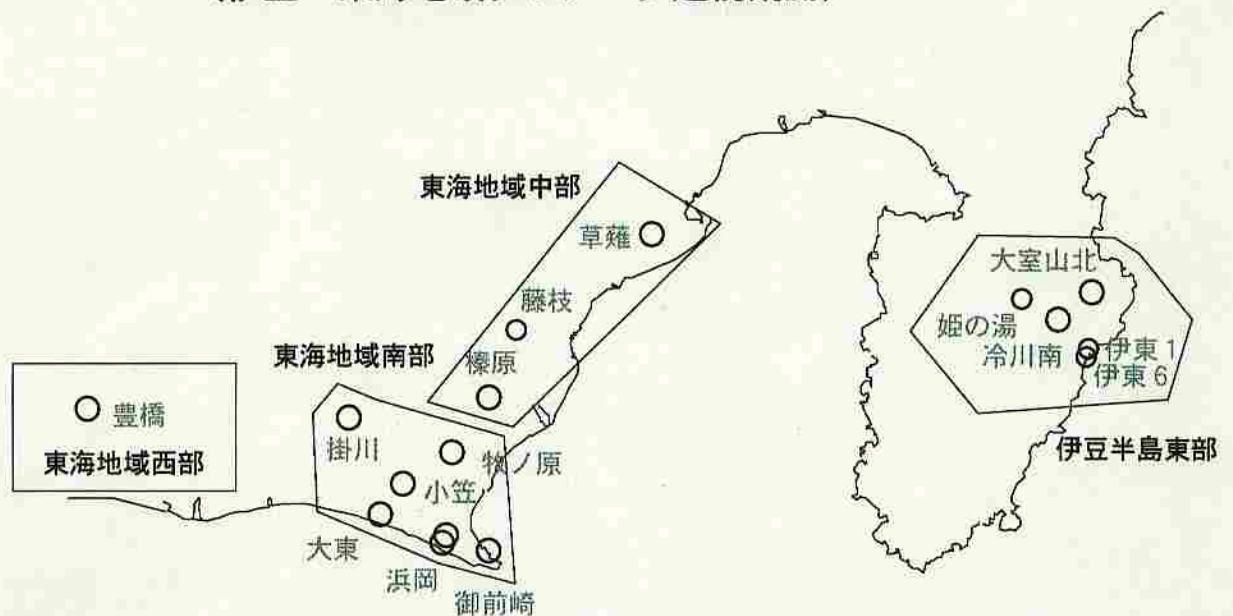 東海地域中部
草薙
藤枝
榛原
東海地域南部
掛川
牧ノ原
小笠
大東
浜岡
御前崎
豊橋
東海地域西部
大室山北
姫の湯
冷川南
伊東1
伊東6
伊豆半島東部